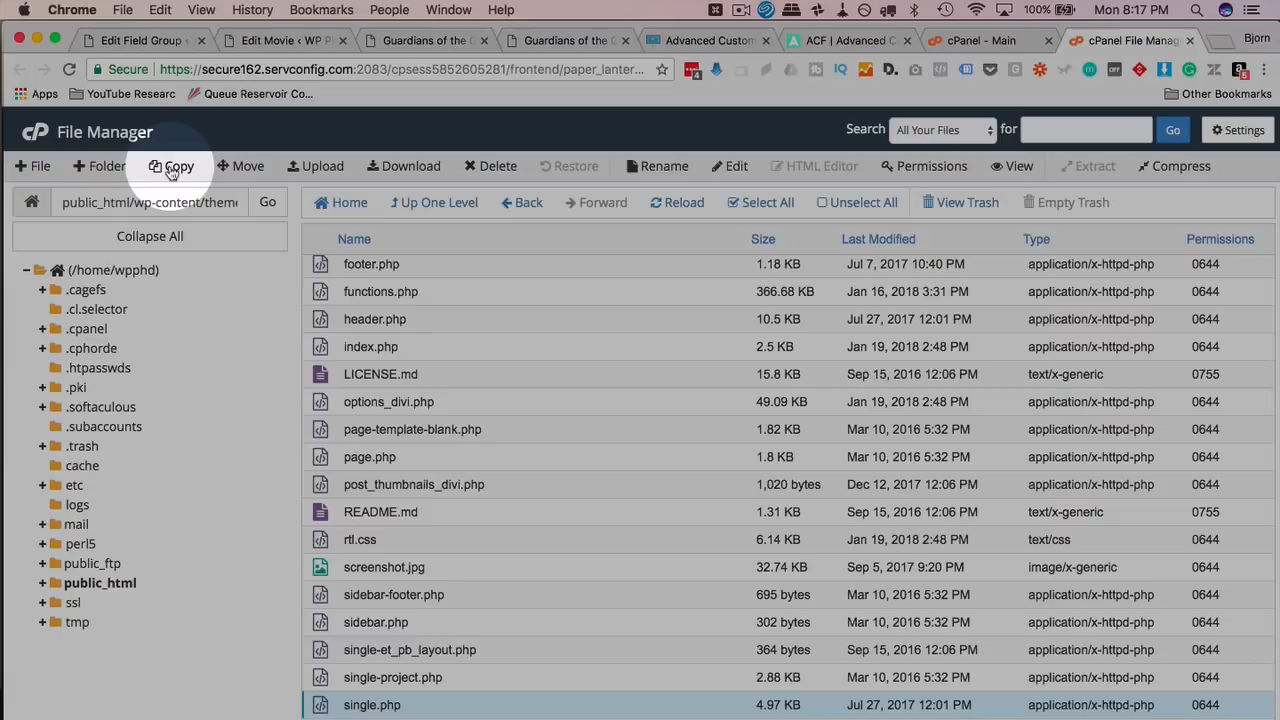 Chrome File Edit View History Bookmarks People Window Help 100% Mon 8:17 PM
Edit Field Group < Edit Movie < WP P Guardians of the G Guardians of the G Advanced Custom ACF | Advanced C cPanel - Main cPanel File Manag Bjorn
Secure https://secure162.servconfig.com:2083/cpsess5852605281/frontend/paper_lanter...
Apps YouTube Researc Queue Reservoir Co... Other Bookmarks
cP File Manager Search All Your Files for Go Settings
File Folder Copy Move Upload Download Delete Restore Rename Edit HTML Editor Permissions View Extract Compress
public_html/wp-content/theme Go Home Up One Level Back Forward Reload Select All Unselect All View Trash Empty Trash
Collapse All
(/home/wpphd)
.cagefs
.cl.selector
.cpanel
.cphorde
.htpasswds
.pki
.softaculous
.subaccounts
.trash
cache
etc
logs
mail
perl5
public_ftp
public_html
ssl
tmp
Name Size Last Modified Type Permissions
footer.php 1.18 KB Jul 7, 2017 10:40 PM application/x-httpd-php 0644
functions.php 366.68 KB Jan 16, 2018 3:31 PM application/x-httpd-php 0644
header.php 10.5 KB Jul 27, 2017 12:01 PM application/x-httpd-php 0644
index.php 2.5 KB Jan 19, 2018 2:48 PM application/x-httpd-php 0644
LICENSE.md 15.8 KB Sep 15, 2016 12:06 PM text/x-generic 0755
options_divi.php 49.09 KB Jan 19, 2018 2:48 PM application/x-httpd-php 0644
page-template-blank.php 1.82 KB Mar 10, 2016 5:32 PM application/x-httpd-php 0644
page.php 1.8 KB Mar 10, 2016 5:32 PM application/x-httpd-php 0644
post_thumbnails_divi.php 1,020 bytes Dec 12, 2017 12:06 PM application/x-httpd-php 0644
README.md 1.31 KB Sep 15, 2016 12:06 PM text/x-generic 0755
rtl.css 6.14 KB Jan 19, 2018 2:48 PM text/css 0644
screenshot.jpg 32.74 KB Sep 5, 2017 9:20 PM image/x-generic 0644
sidebar-footer.php 695 bytes Mar 10, 2016 5:32 PM application/x-httpd-php 0644
sidebar.php 302 bytes Mar 10, 2016 5:32 PM application/x-httpd-php 0644
single-et_pb_layout.php 364 bytes Sep 15, 2016 12:06 PM application/x-httpd-php 0644
single-project.php 2.88 KB Mar 10, 2016 5:32 PM application/x-httpd-php 0644
single.php 4.97 KB Jul 27, 2017 12:01 PM application/x-httpd-php 0644